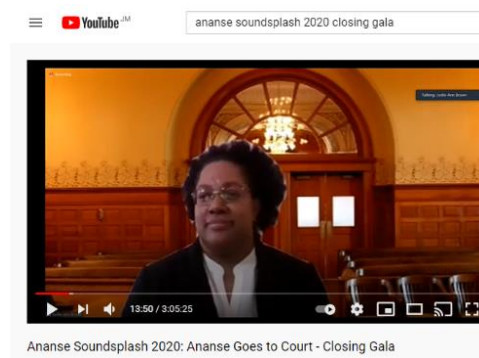 YouTube JM
ananse soundsplash 2020 closing gala
13:50 / 3:05:25
Ananse Soundsplash 2020: Ananse Goes to Court - Closing Gala